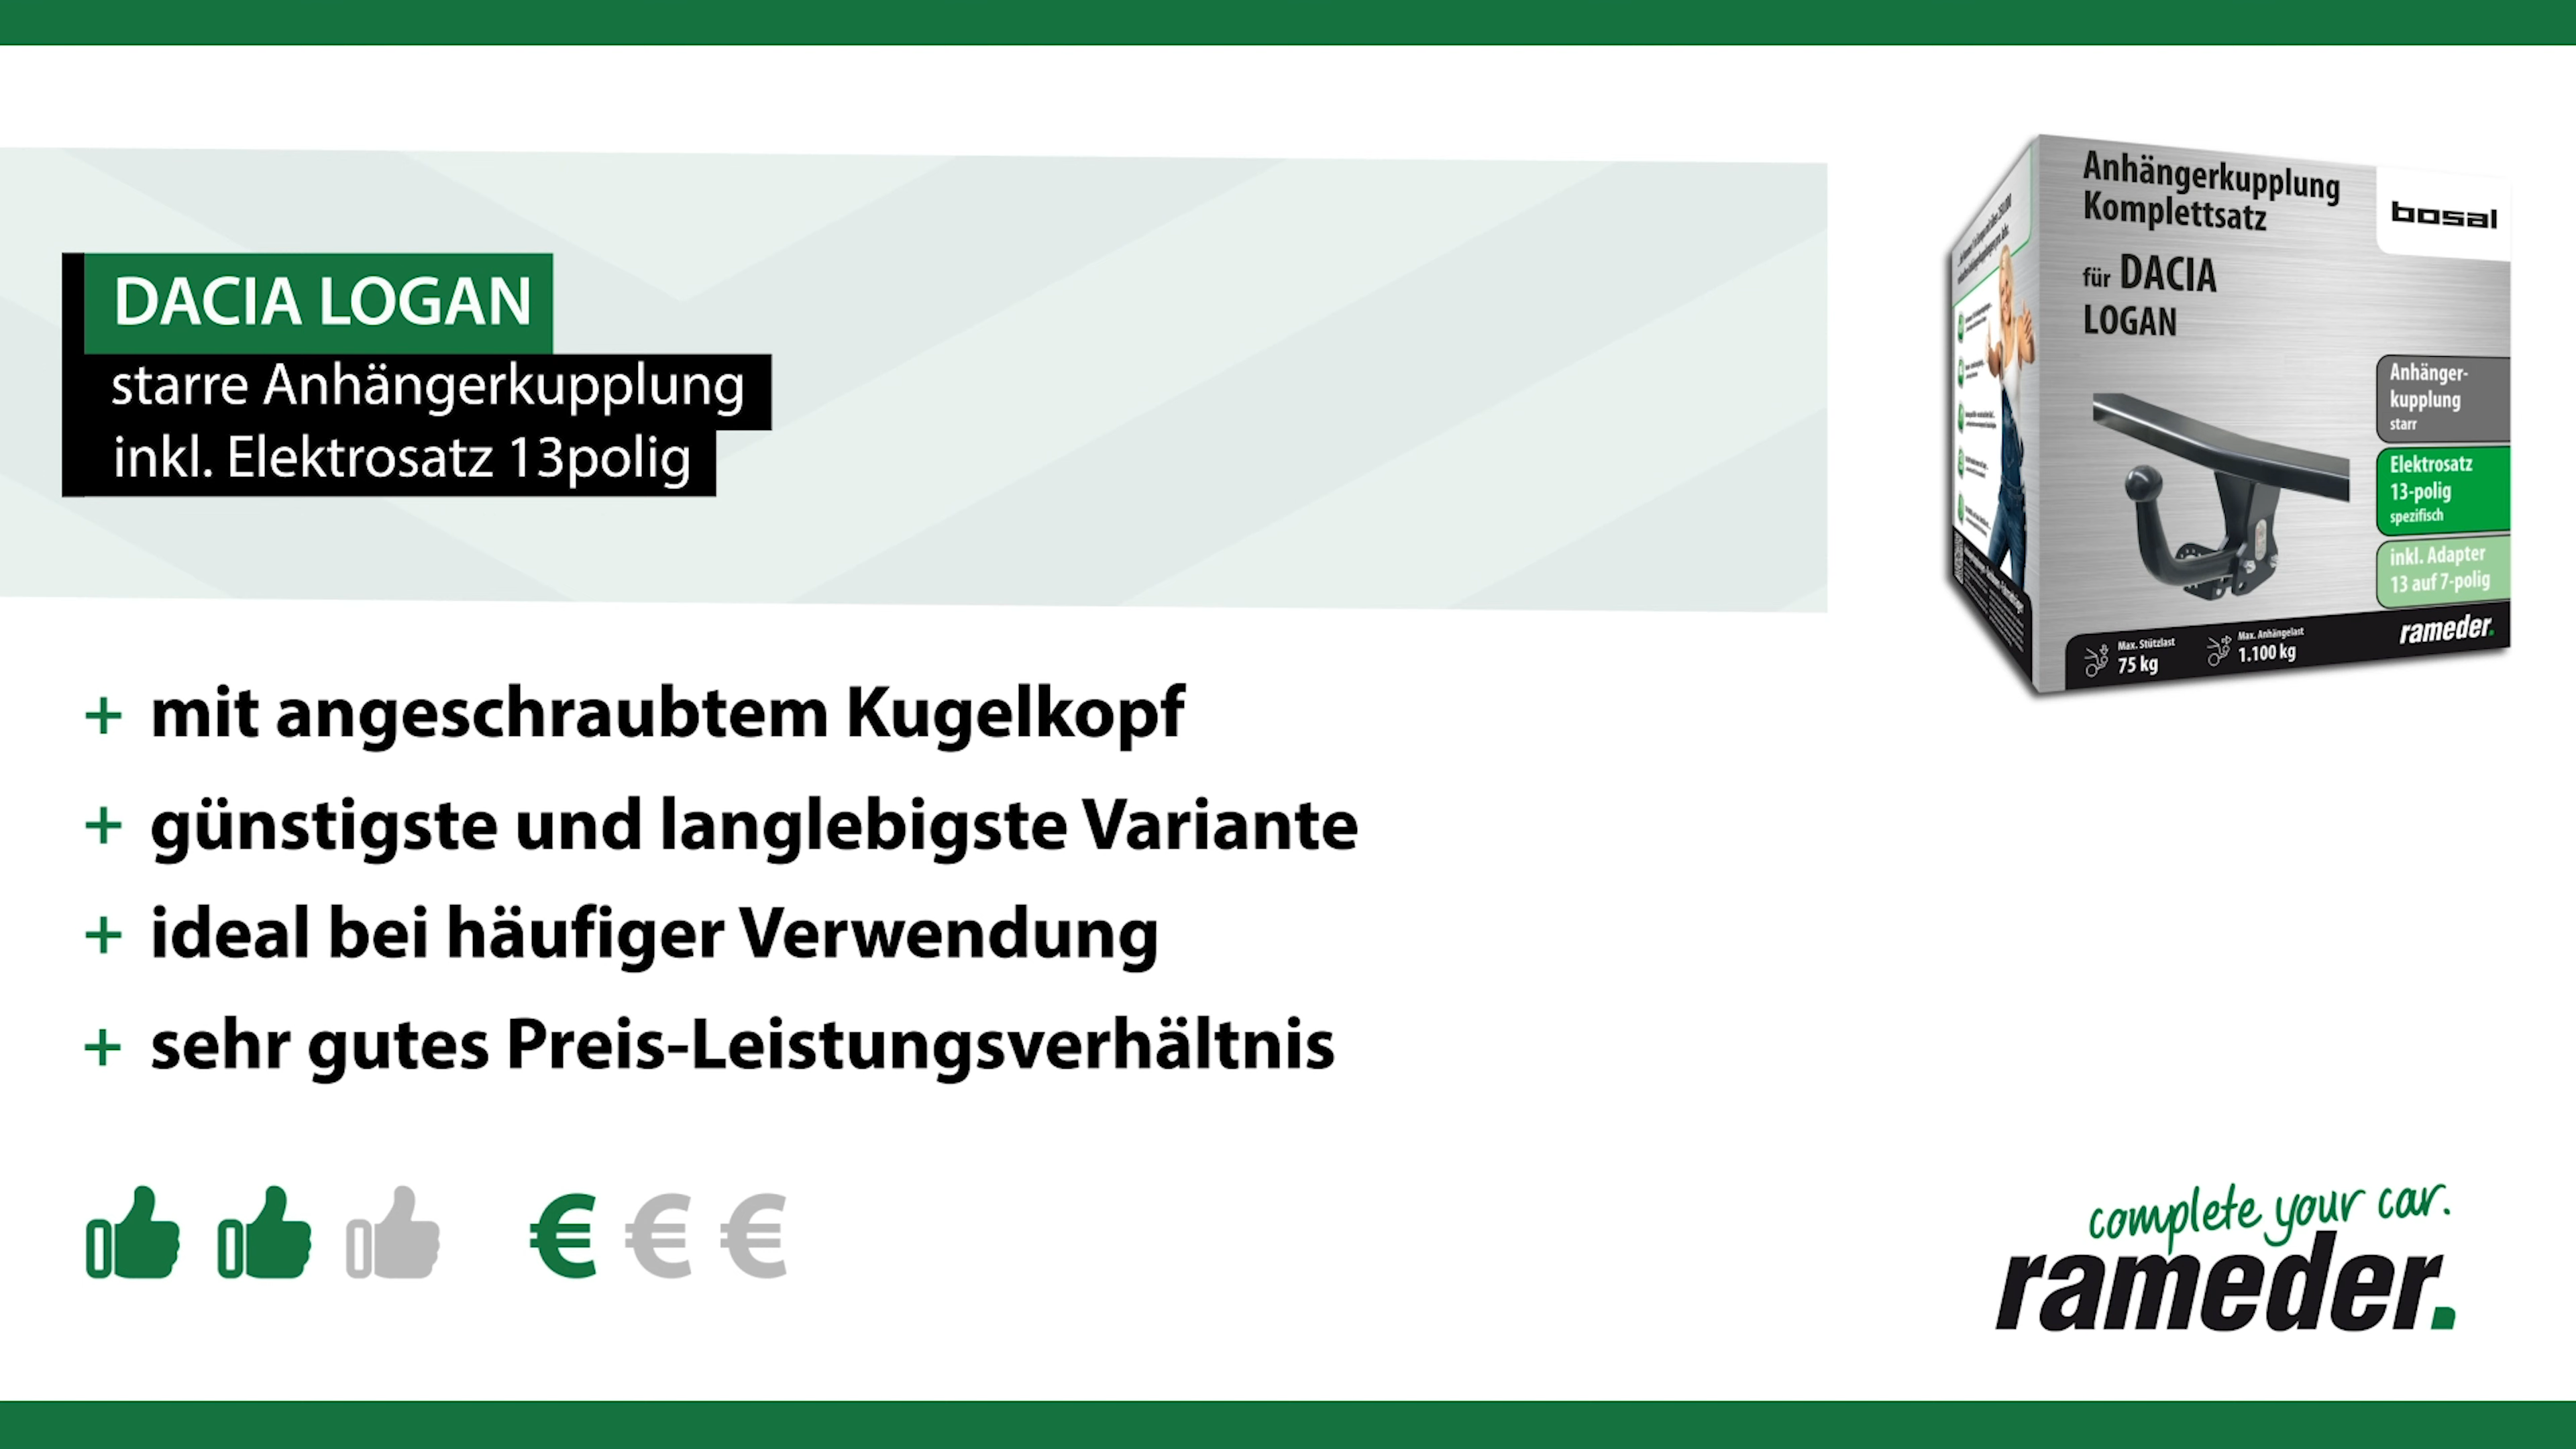 DACIA LOGAN
starre Anhängerkupplung
inkl. Elektrosatz 13polig
+ mit angeschraubtem Kugelkopf
+ günstigste und langlebigste Variante
+ ideal bei häufiger Verwendung
+ sehr gutes Preis-Leistungsverhältnis
€ € €
Anhängerkupplung
Komplettsatz
für DACIA
LOGAN
bosal
Anhänger-
kupplung
starr
Elektrosatz
13-polig
spezifisch
inkl. Adapter
13 auf 7-polig
Max. Stützlast
75 kg
Max. Anhängelast
1.100 kg
rameder.
complete your car.
rameder.